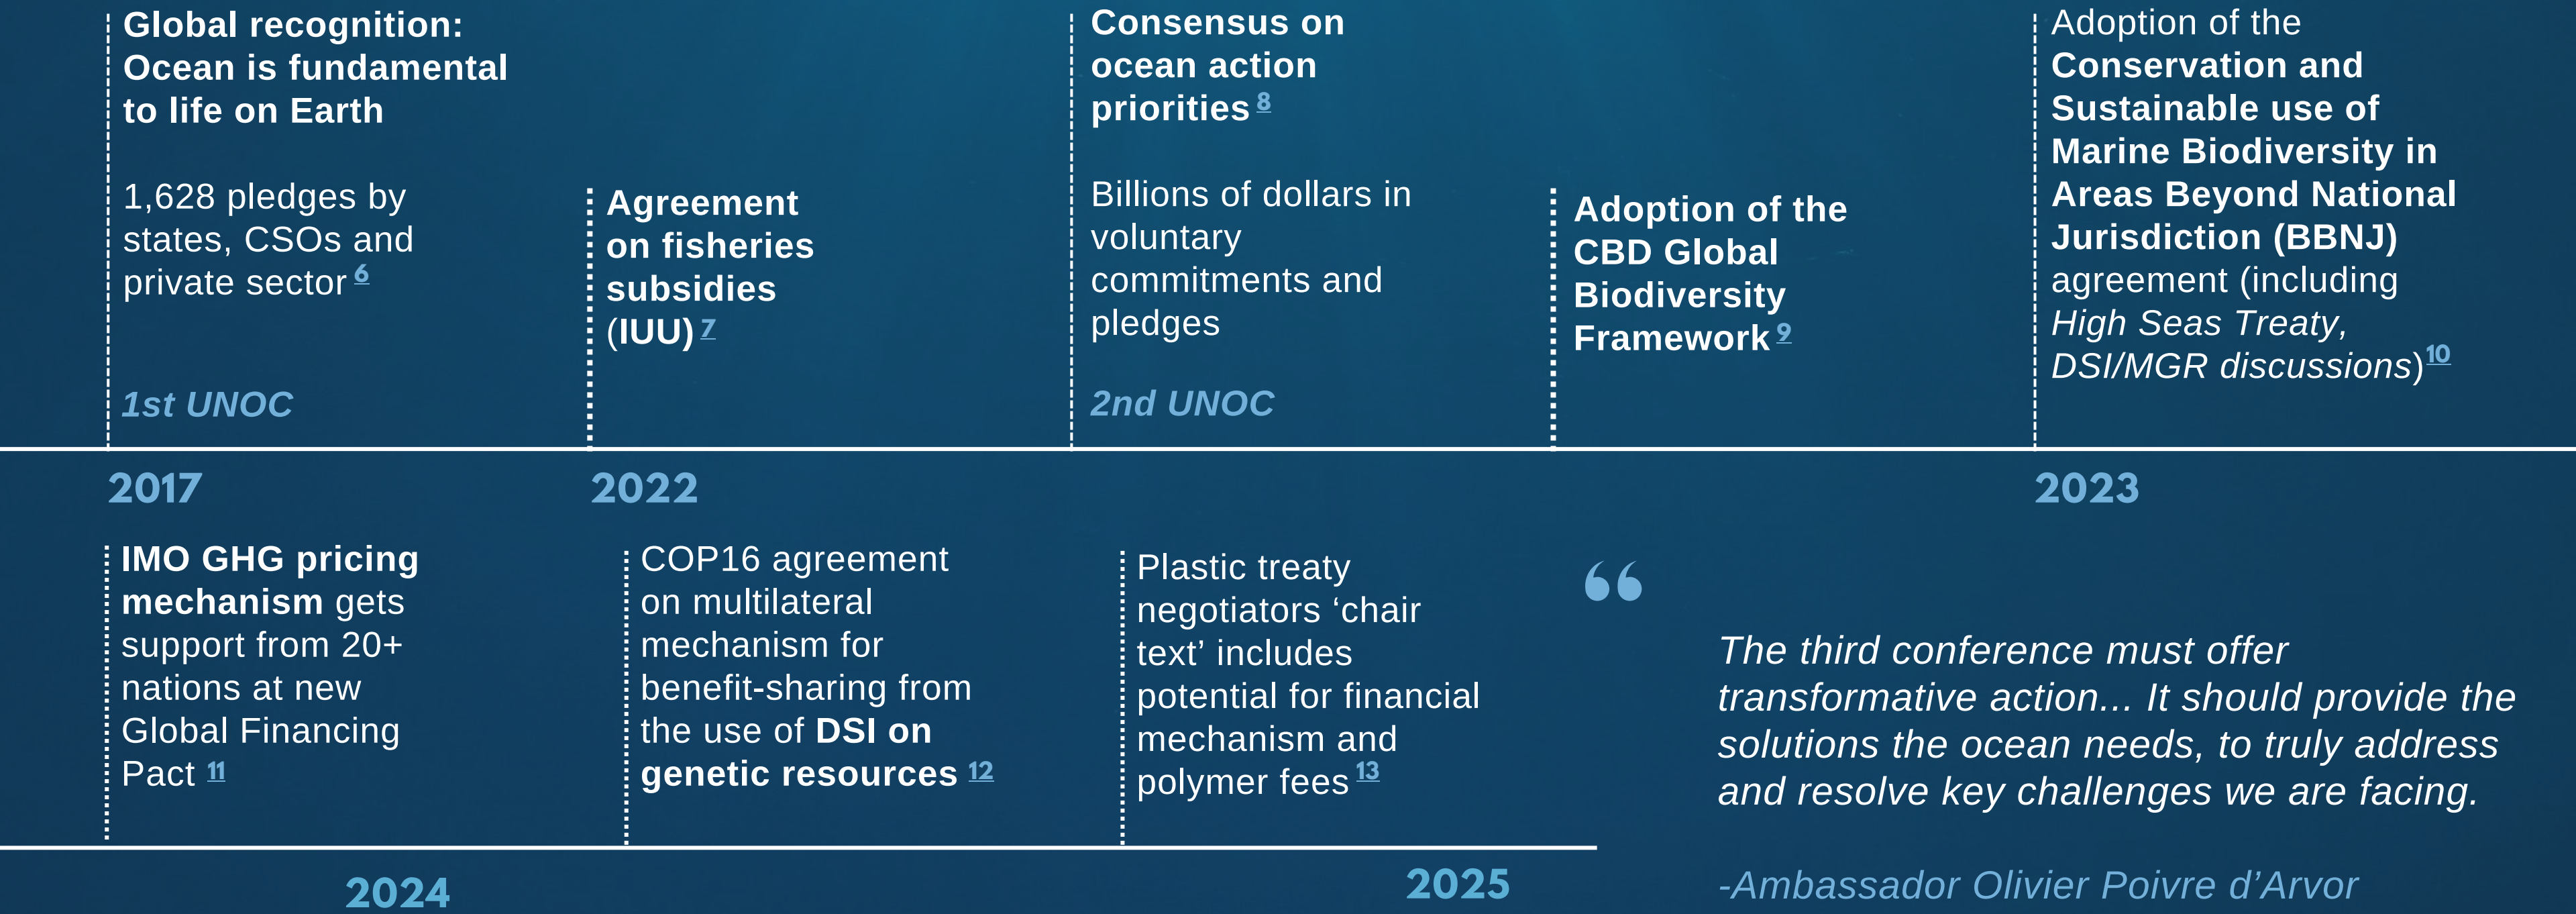 Global recognition:
Ocean is fundamental
to life on Earth
1,628 pledges by
states, CSOs and
private sector 6
1st UNOC
Agreement
on fisheries
subsidies
(IUU) 7
Consensus on
ocean action
priorities 8
Billions of dollars in
voluntary
commitments and
pledges
2nd UNOC
Adoption of the
CBD Global
Biodiversity
Framework 9
Adoption of the
Conservation and
Sustainable use of
Marine Biodiversity in
Areas Beyond National
Jurisdiction (BBNJ)
agreement (including
High Seas Treaty,
DSI/MGR discussions)10
2017
2022
2023
IMO GHG pricing
mechanism gets
support from 20+
nations at new
Global Financing
Pact 11
COP16 agreement
on multilateral
mechanism for
benefit-sharing from
the use of DSI on
genetic resources 12
Plastic treaty
negotiators ‘chair
text’ includes
potential for financial
mechanism and
polymer fees 13
2024
2025
“
The third conference must offer
transformative action... It should provide the
solutions the ocean needs, to truly address
and resolve key challenges we are facing.
-Ambassador Olivier Poivre d’Arvor